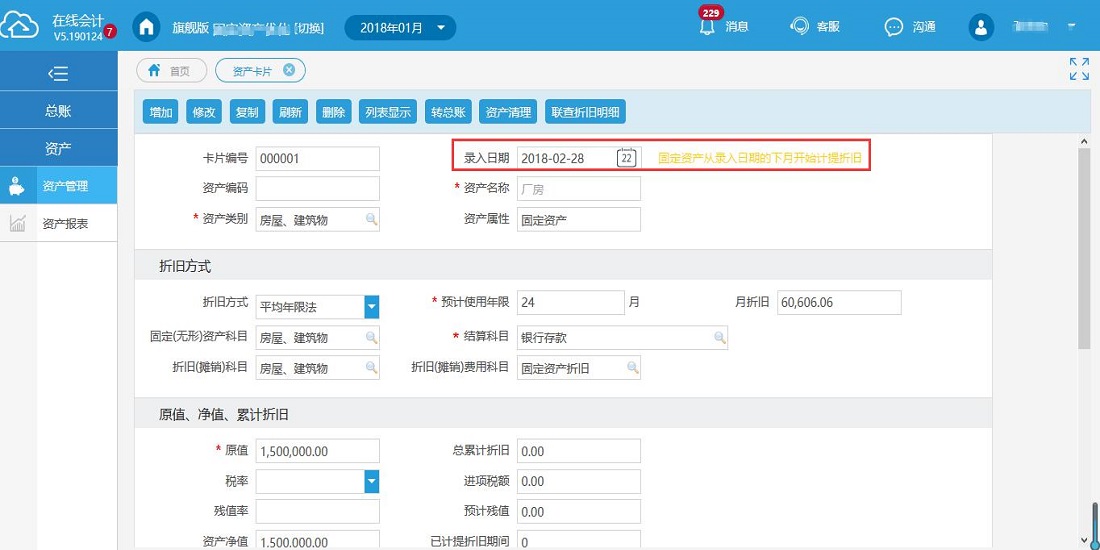 在线会计
V5.190124
7
旗舰版 [切换]
2018年01月
229
消息
客服
沟通
总账
资产
资产管理
资产报表
首页
资产卡片
增加 修改 复制 刷新 删除 列表显示 转总账 资产清理 联查折旧明细
卡片编号 000001 录入日期 2018-02-28 22 固定资产从录入日期的下月开始计提折旧
资产编码 * 资产名称 厂房
* 资产类别 房屋、建筑物 资产属性 固定资产
折旧方式
折旧方式 平均年限法 * 预计使用年限 24 月 月折旧 60,606.06
固定(无形)资产科目 房屋、建筑物 * 结算科目 银行存款
折旧(摊销)科目 房屋、建筑物 折旧(摊销)费用科目 固定资产折旧
原值、净值、累计折旧
* 原值 1,500,000.00 总累计折旧 0.00
税率 进项税额 0.00
残值率 预计残值 0.00
资产净值 1,500,000.00 已计提折旧期间 0